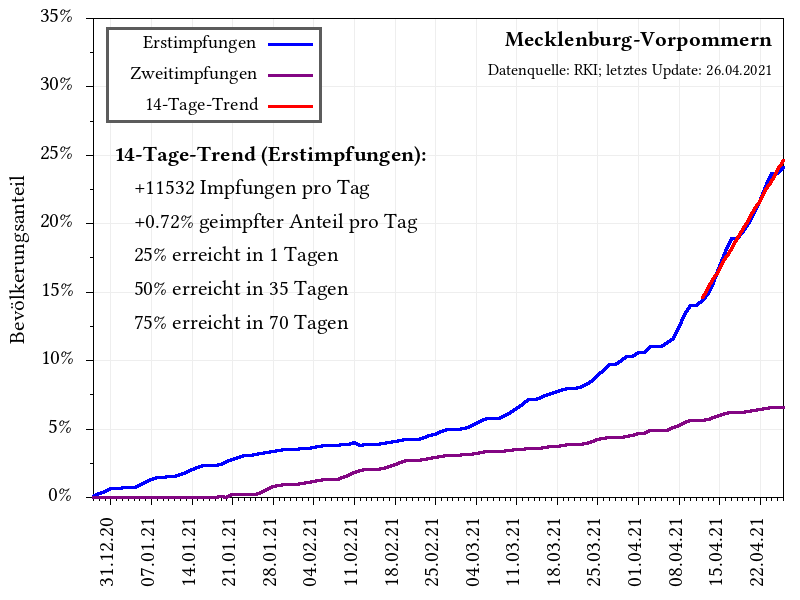 35%
30%
25%
20%
15%
10%
5%
0%
Bevölkerungsanteil
Erstimpfungen
Zweitimpfungen
14-Tage-Trend
Mecklenburg-Vorpommern
Datenquelle: RKI; letztes Update: 26.04.2021
14-Tage-Trend (Erstimpfungen):
+11532 Impfungen pro Tag
+0.72% geimpfter Anteil pro Tag
25% erreicht in 1 Tagen
50% erreicht in 35 Tagen
75% erreicht in 70 Tagen
31.12.20
07.01.21
14.01.21
21.01.21
28.01.21
04.02.21
11.02.21
18.02.21
25.02.21
04.03.21
11.03.21
18.03.21
25.03.21
01.04.21
08.04.21
15.04.21
22.04.21